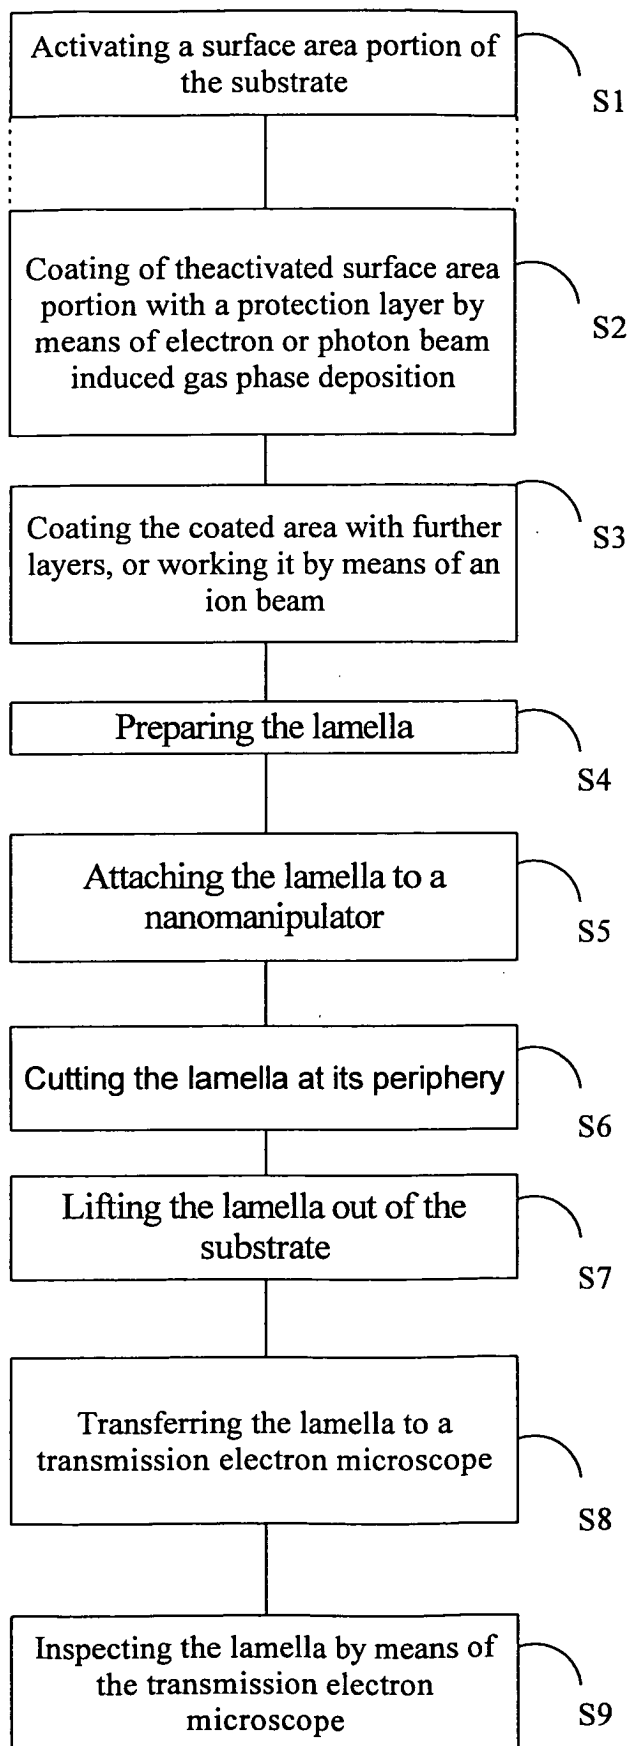 Activating a surface area portion of
the substrate
S1
Coating of theactivated surface area
portion with a protection layer by
means of electron or photon beam
induced gas phase deposition
S2
Coating the coated area with further
layers, or working it by means of an
ion beam
S3
Preparing the lamella
S4
Attaching the lamella to a
nanomanipulator
S5
Cutting the lamella at its periphery
S6
Lifting the lamella out of the
substrate
S7
Transferring the lamella to a
transmission electron microscope
S8
Inspecting the lamella by means of
the transmission electron
microscope
S9